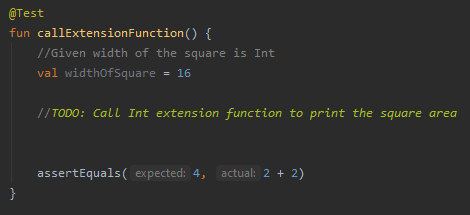 @Test
fun callExtensionFunction() {
//Given width of the square is Int
val widthOfSquare = 16
//TODO: Call Int extension function to print the square area
assertEquals( expected: 4, actual: 2 + 2)
}